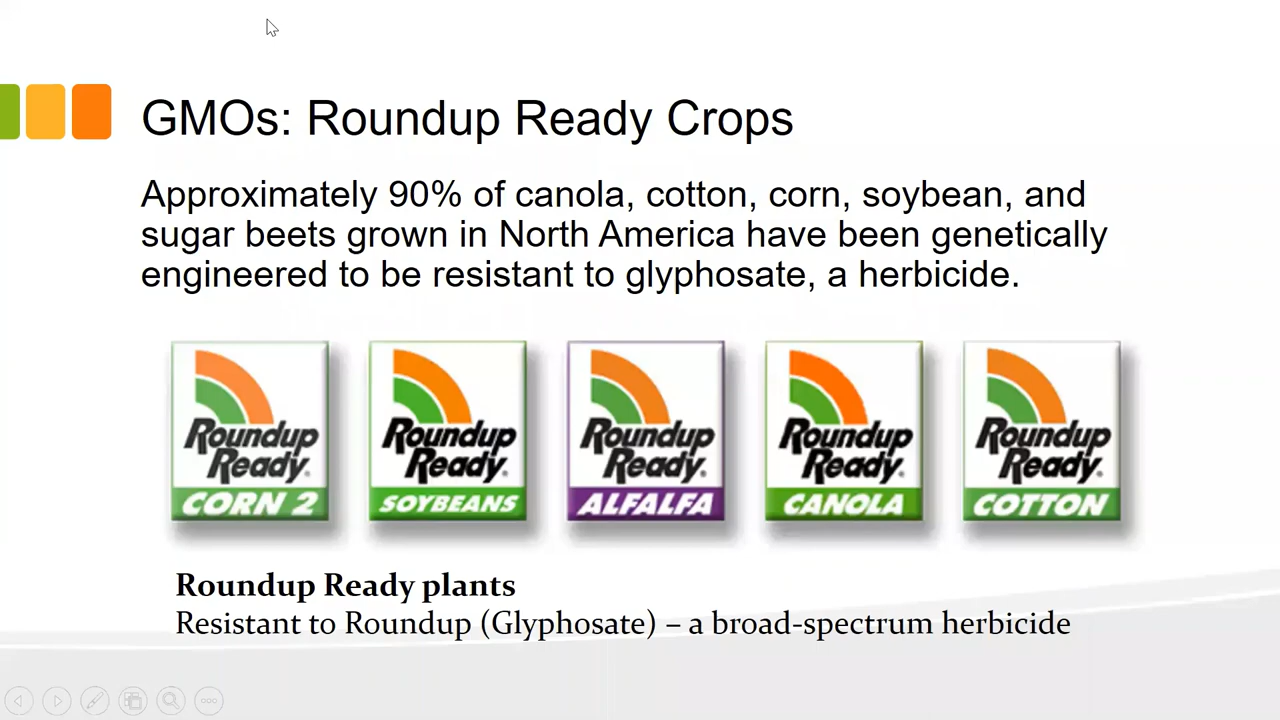 GMOs: Roundup Ready Crops
Approximately 90% of canola, cotton, corn, soybean, and
sugar beets grown in North America have been genetically
engineered to be resistant to glyphosate, a herbicide.
Roundup
Ready®
CORN 2
Roundup
Ready®
SOYBEANS
Roundup
Ready®
ALFALFA
Roundup
Ready®
CANOLA
Roundup
Ready®
COTTON
Roundup Ready plants
Resistant to Roundup (Glyphosate) – a broad-spectrum herbicide